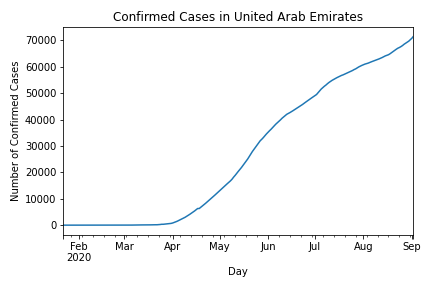 Confirmed Cases in United Arab Emirates
Number of Confirmed Cases
70000
60000
50000
40000
30000
20000
10000
0
Feb Mar Apr May Jun Jul Aug Sep
2020
Day